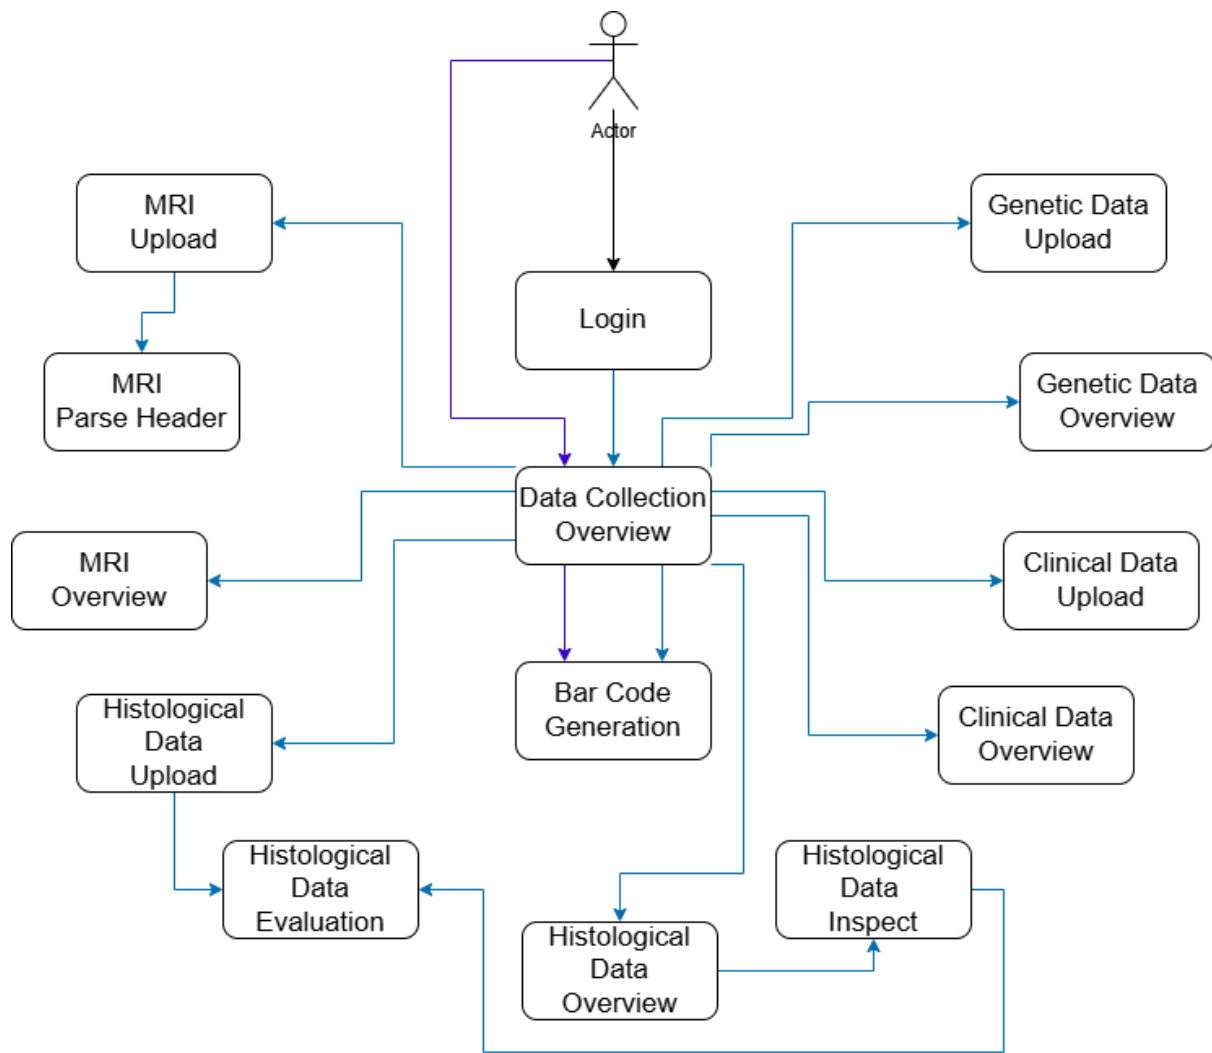 Actor
MRI
Upload
Genetic Data
Upload
Login
MRI
Parse Header
Genetic Data
Overview
Data Collection
Overview
MRI
Overview
Clinical Data
Upload
Bar Code
Generation
Histological
Data
Upload
Clinical Data
Overview
Histological
Data
Evaluation
Histological
Data
Inspect
Histological
Data
Overview